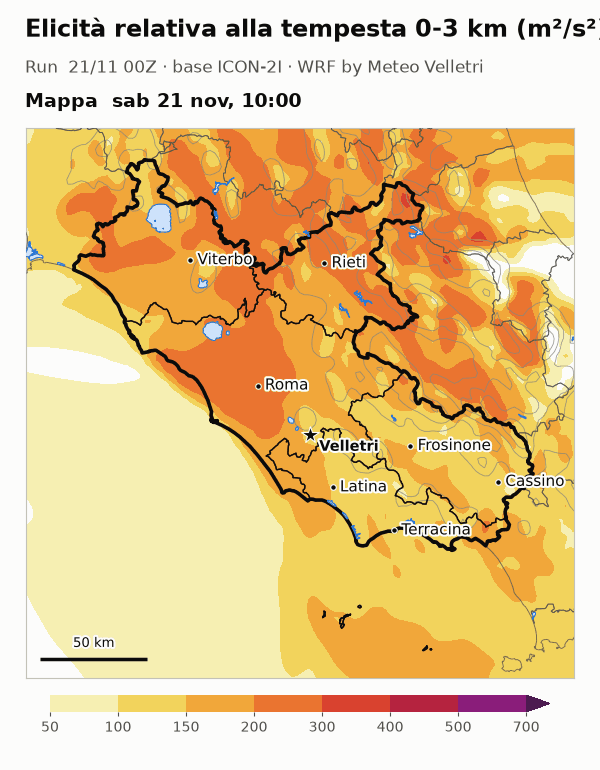 Elicità relativa alla tempesta 0-3 km (m²/s²)
Run 21/11 00Z · base ICON-2I · WRF by Meteo Velletri
Mappa sab 21 nov, 10:00
Viterbo
Rieti
Roma
Velletri
Frosinone
Latina
Cassino
Terracina
50 km
50 100 150 200 300 400 500 700